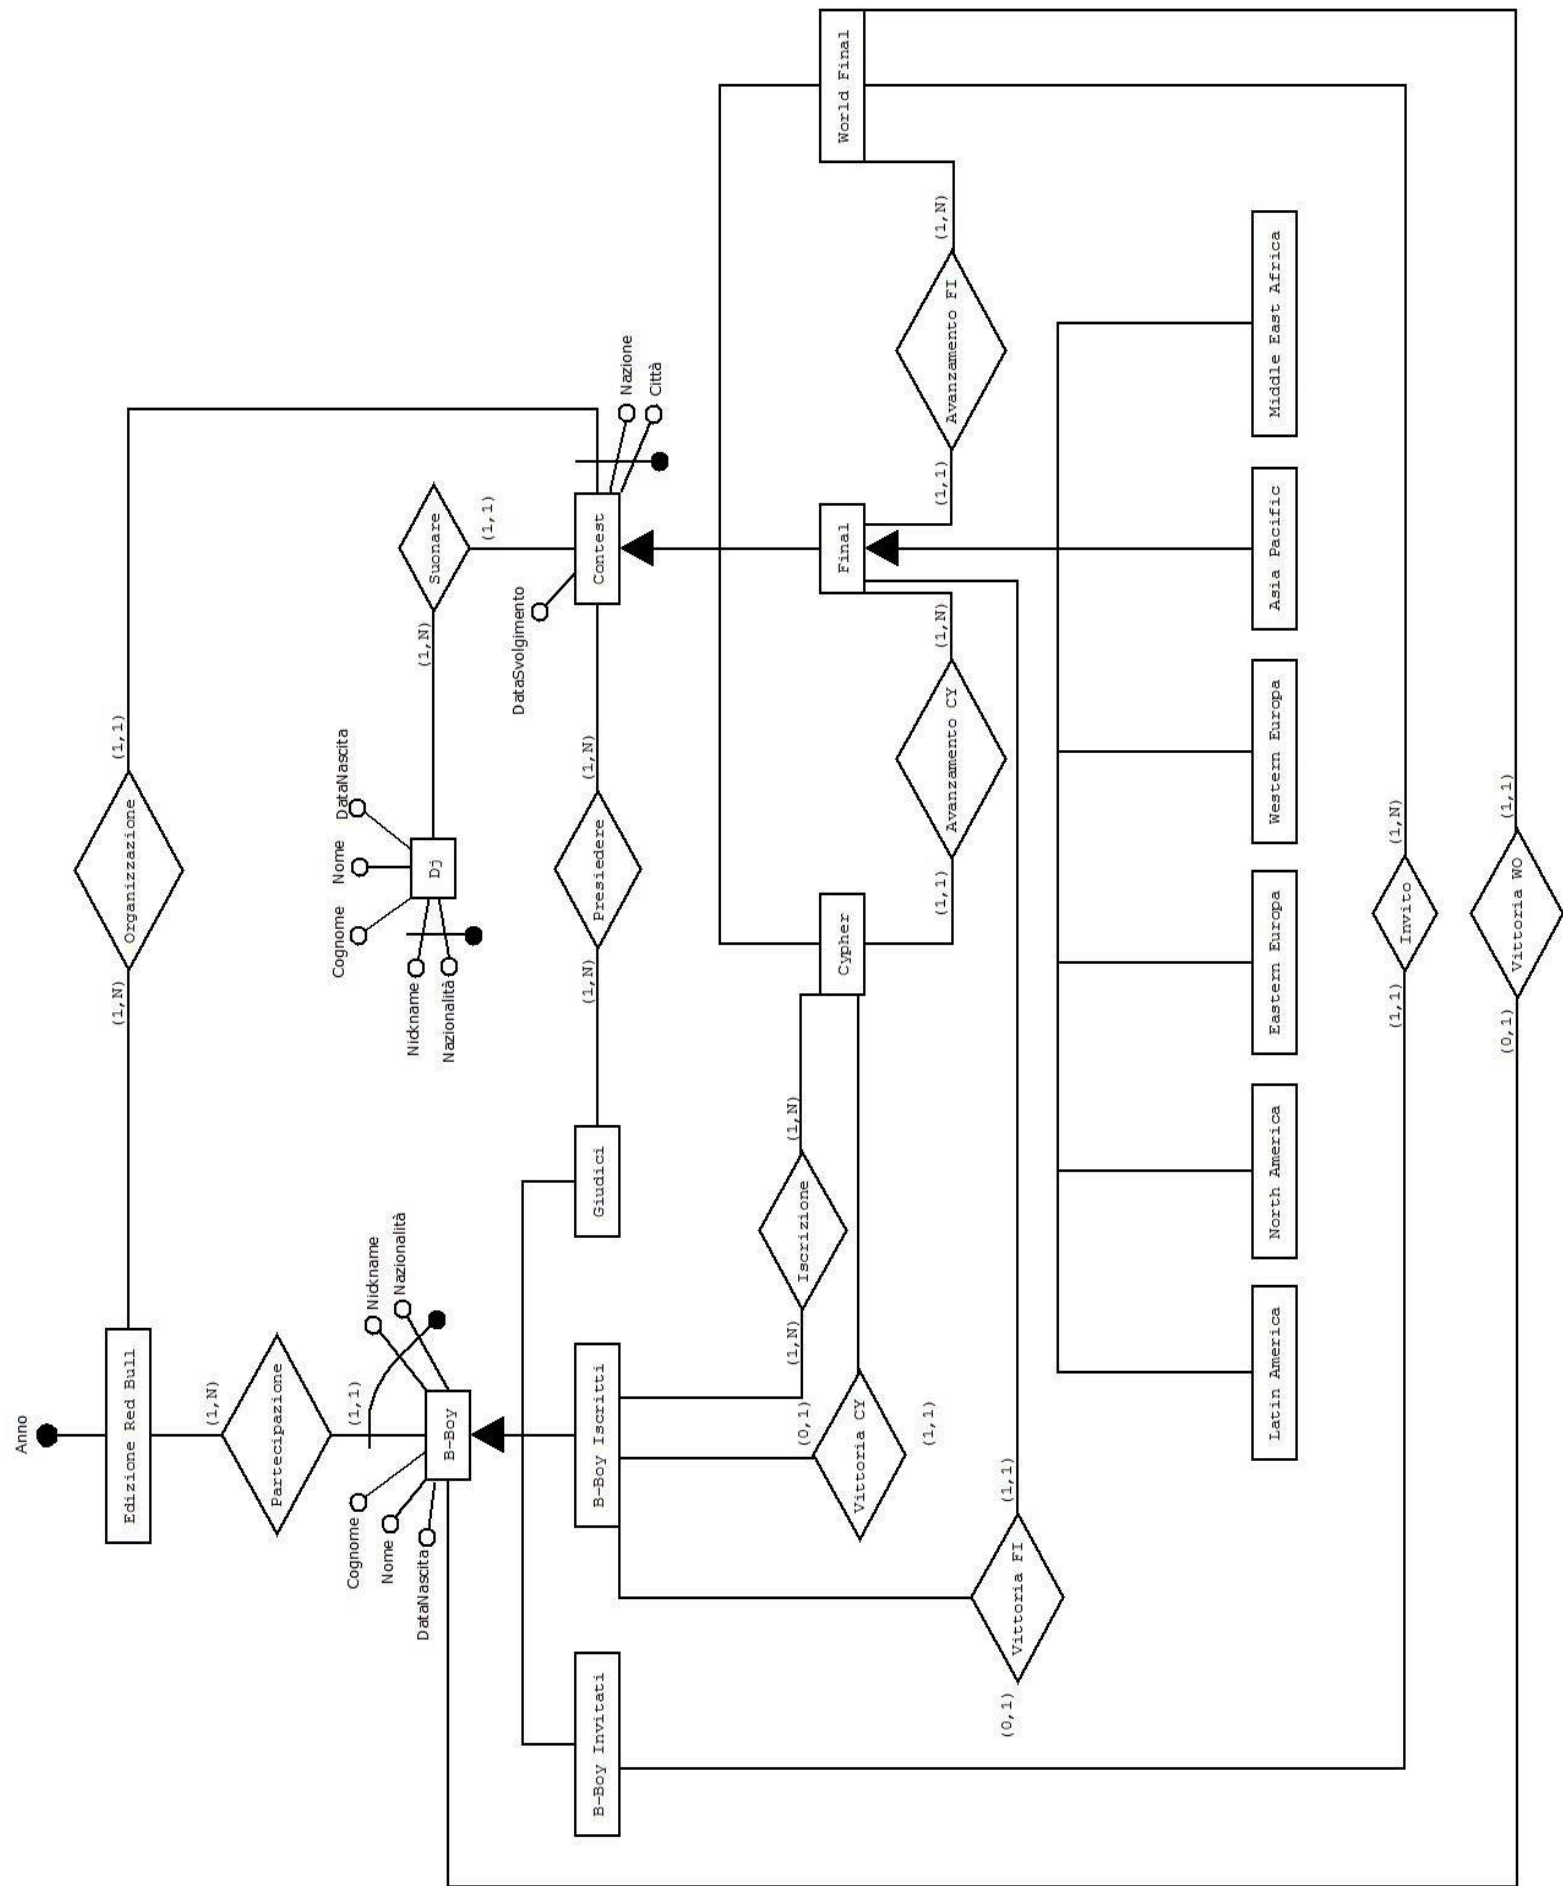 Anno
(1,N)
(1,1)
Edizione Red Bull
Organizzazione
(1,N)
Partecipazione
Cognome
Nome
DataNascita
Cognome
(1,1)
Nickname
Nome
Nazionalità
Nickname
(1,N)
DataNascita
Dj
Suonare
B-Boy
Nazionalità
(1,1)
DataSvolgimento
(1,N)
(1,N)
B-Boy Invitati
B-Boy Iscritti
Giudici
Presiedere
Contest
Nazione
Città
(1,N)
(1,N)
(0,1)
Iscrizione
Cypher
Final
World Final
Vittoria CY
(1,1)
(1,1)
(1,N)
(1,1)
(1,N)
Avanzamento CY
Avanzamento FI
(0,1)
(1,1)
Vittoria FI
Latin America
North America
Eastern Europa
Western Europa
Asia Pacific
Middle East Africa
(1,1)
(1,N)
Invito
(0,1)
(1,1)
Vittoria WO